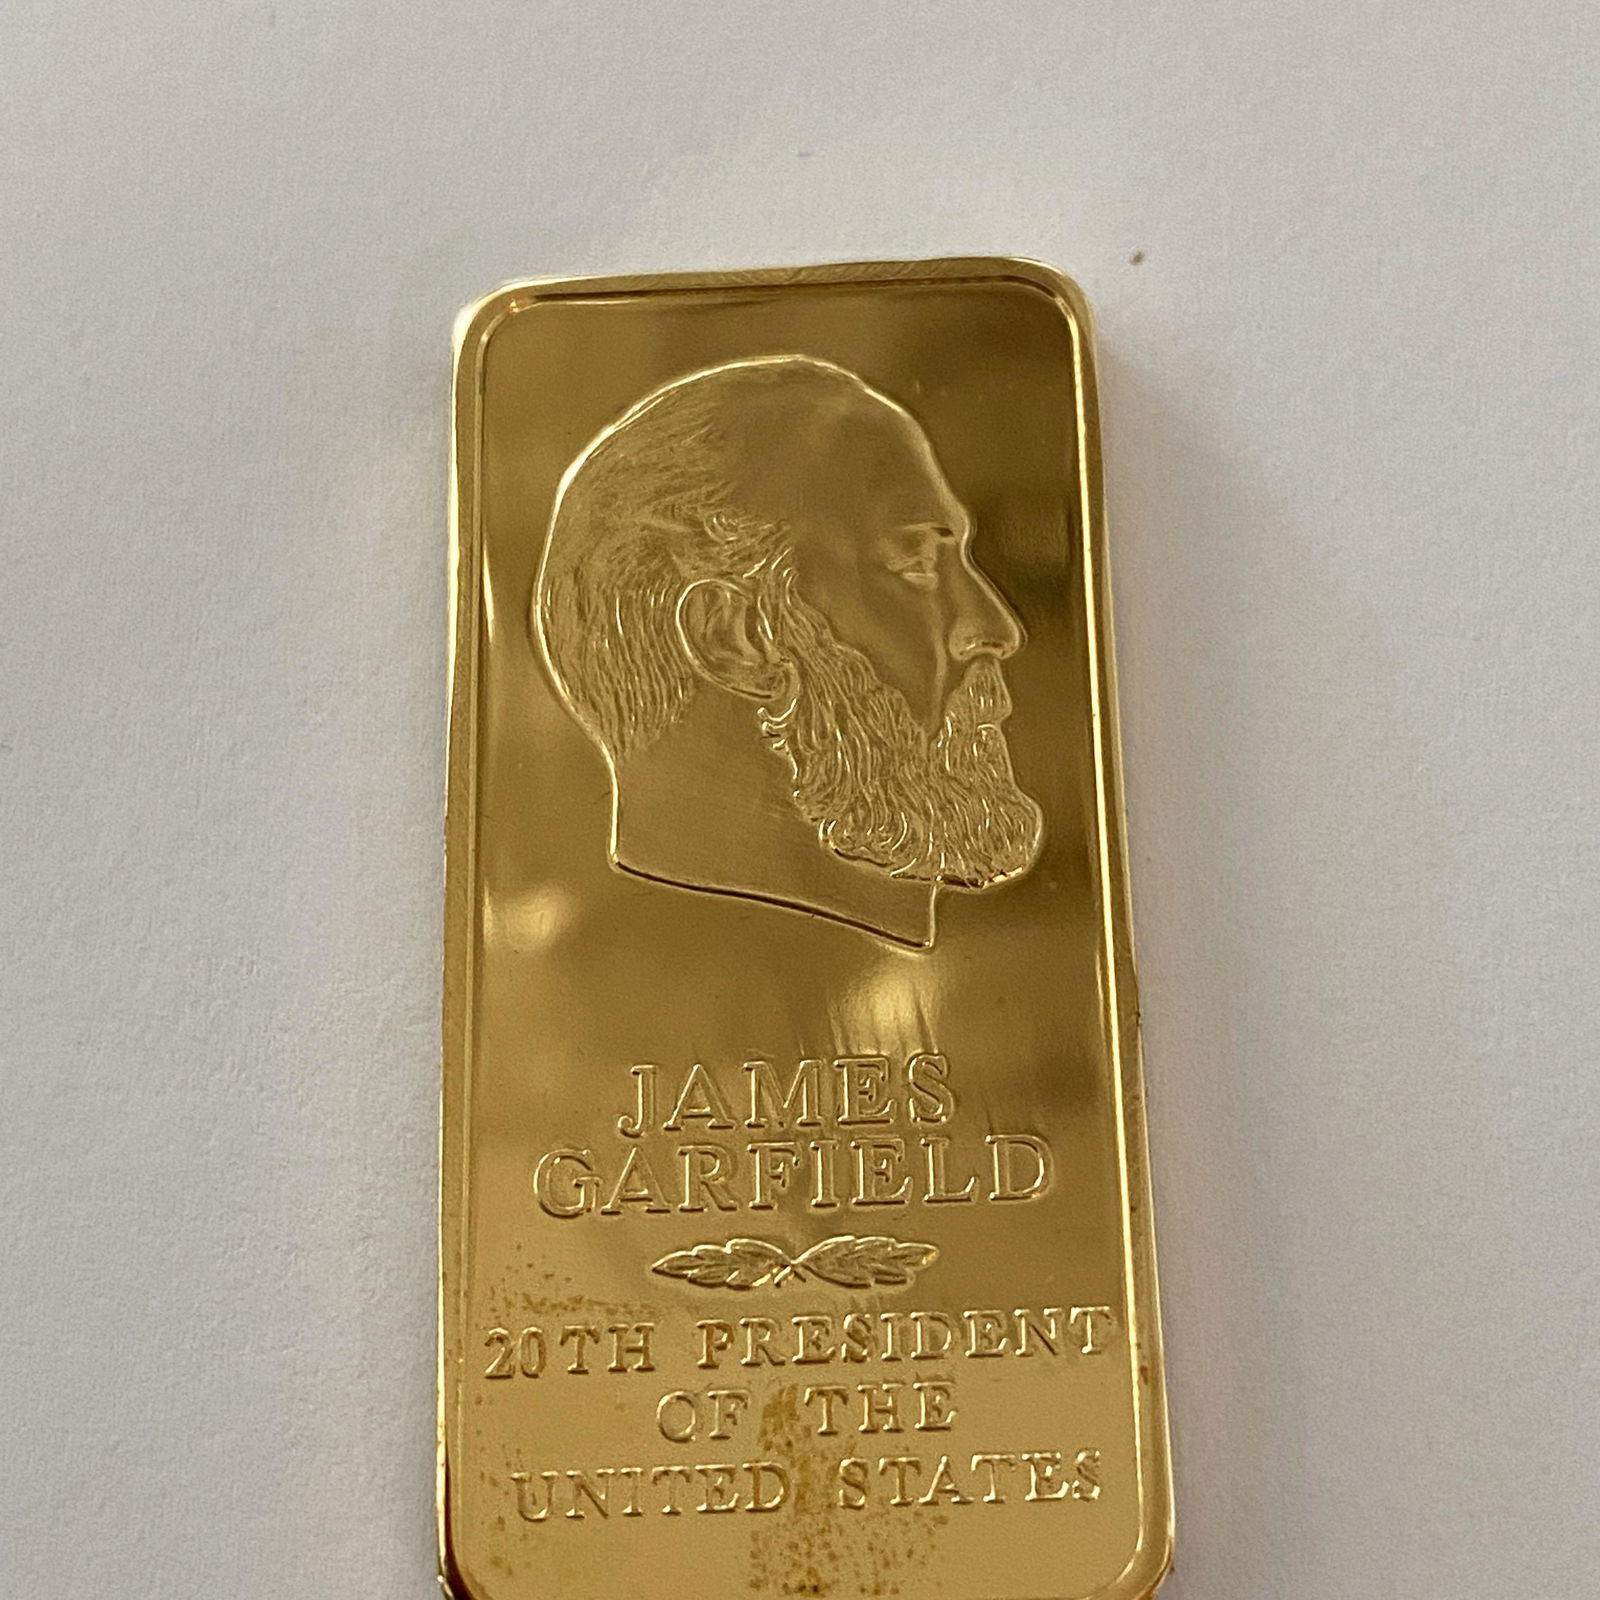 JAMES
GARFIELD
20TH PRESIDENT
OF THE
UNITED STATES